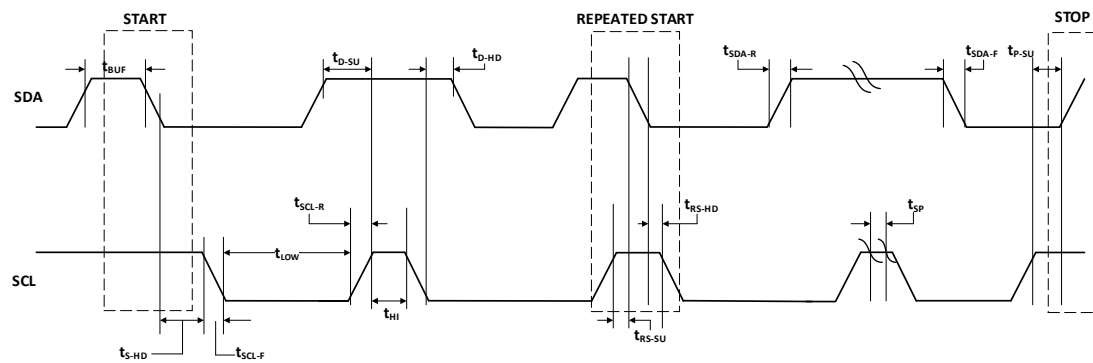 START
REPEATED START
STOP
tBUF
tD-SU
tD-HD
tSDA-R
tSDA-F
tP-SU
SDA
tSCL-R
tRS-HD
tSP
tLOW
SCL
tHI
tRS-SU
tS-HD
tSCL-F